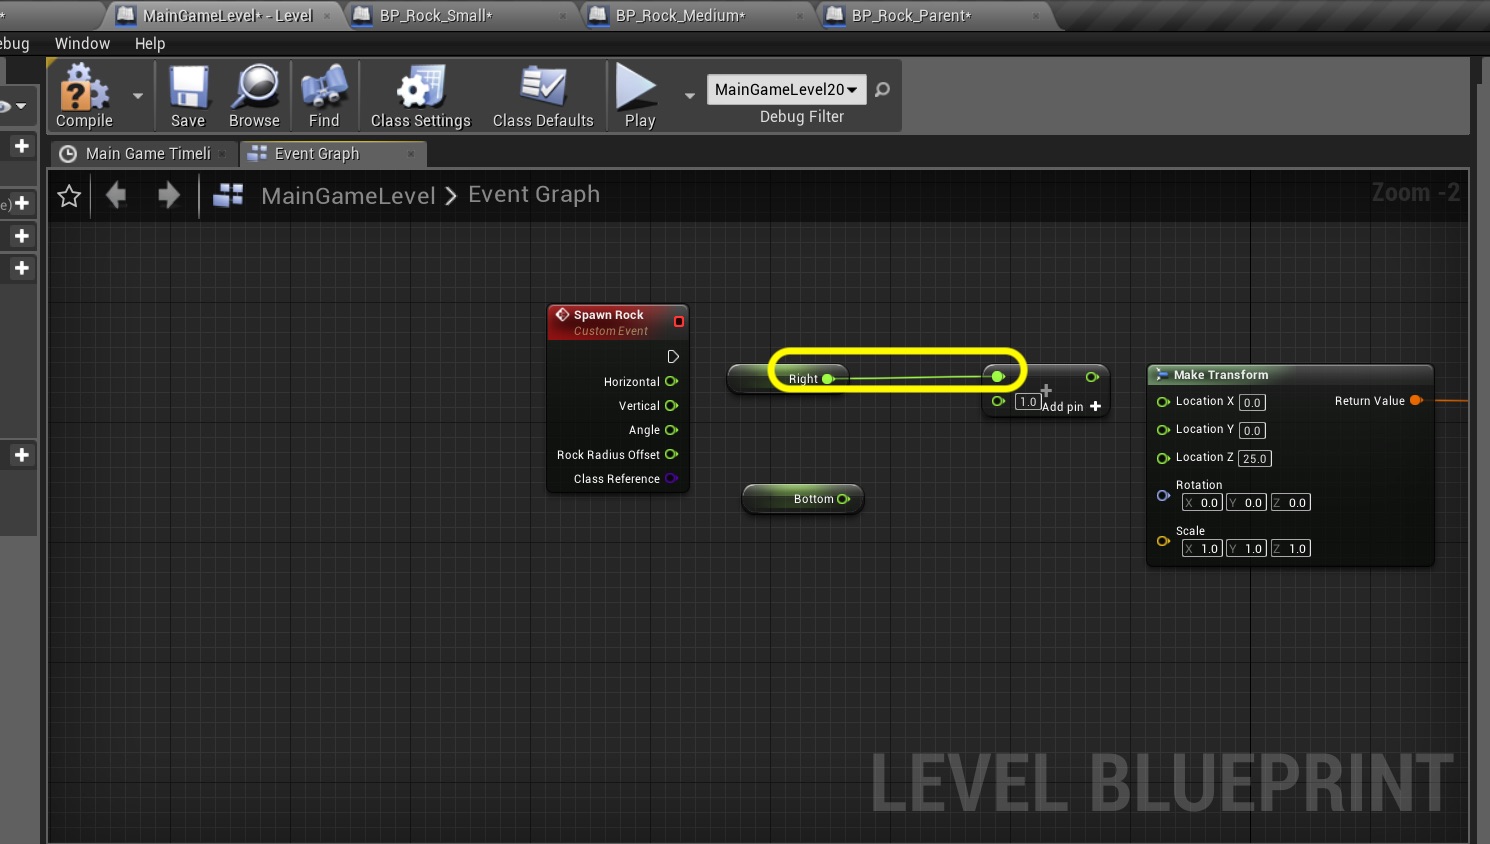 *
MainGameLevel* - Level
BP_Rock_Small*
BP_Rock_Medium*
BP_Rock_Parent*
ebug
Window
Help
Compile
Save
Browse
Find
Class Settings
Class Defaults
Play
MainGameLevel20
Debug Filter
Main Game Timeli
Event Graph
e)
MainGameLevel > Event Graph
Zoom -2
Spawn Rock
Custom Event
Horizontal
Vertical
Angle
Rock Radius Offset
Class Reference
Right
1.0
Add pin +
Bottom
Make Transform
Location X 0.0
Return Value
Location Y 0.0
Location Z 25.0
Rotation
X 0.0 Y 0.0 Z 0.0
Scale
X 1.0 Y 1.0 Z 1.0
LEVEL BLUEPRINT